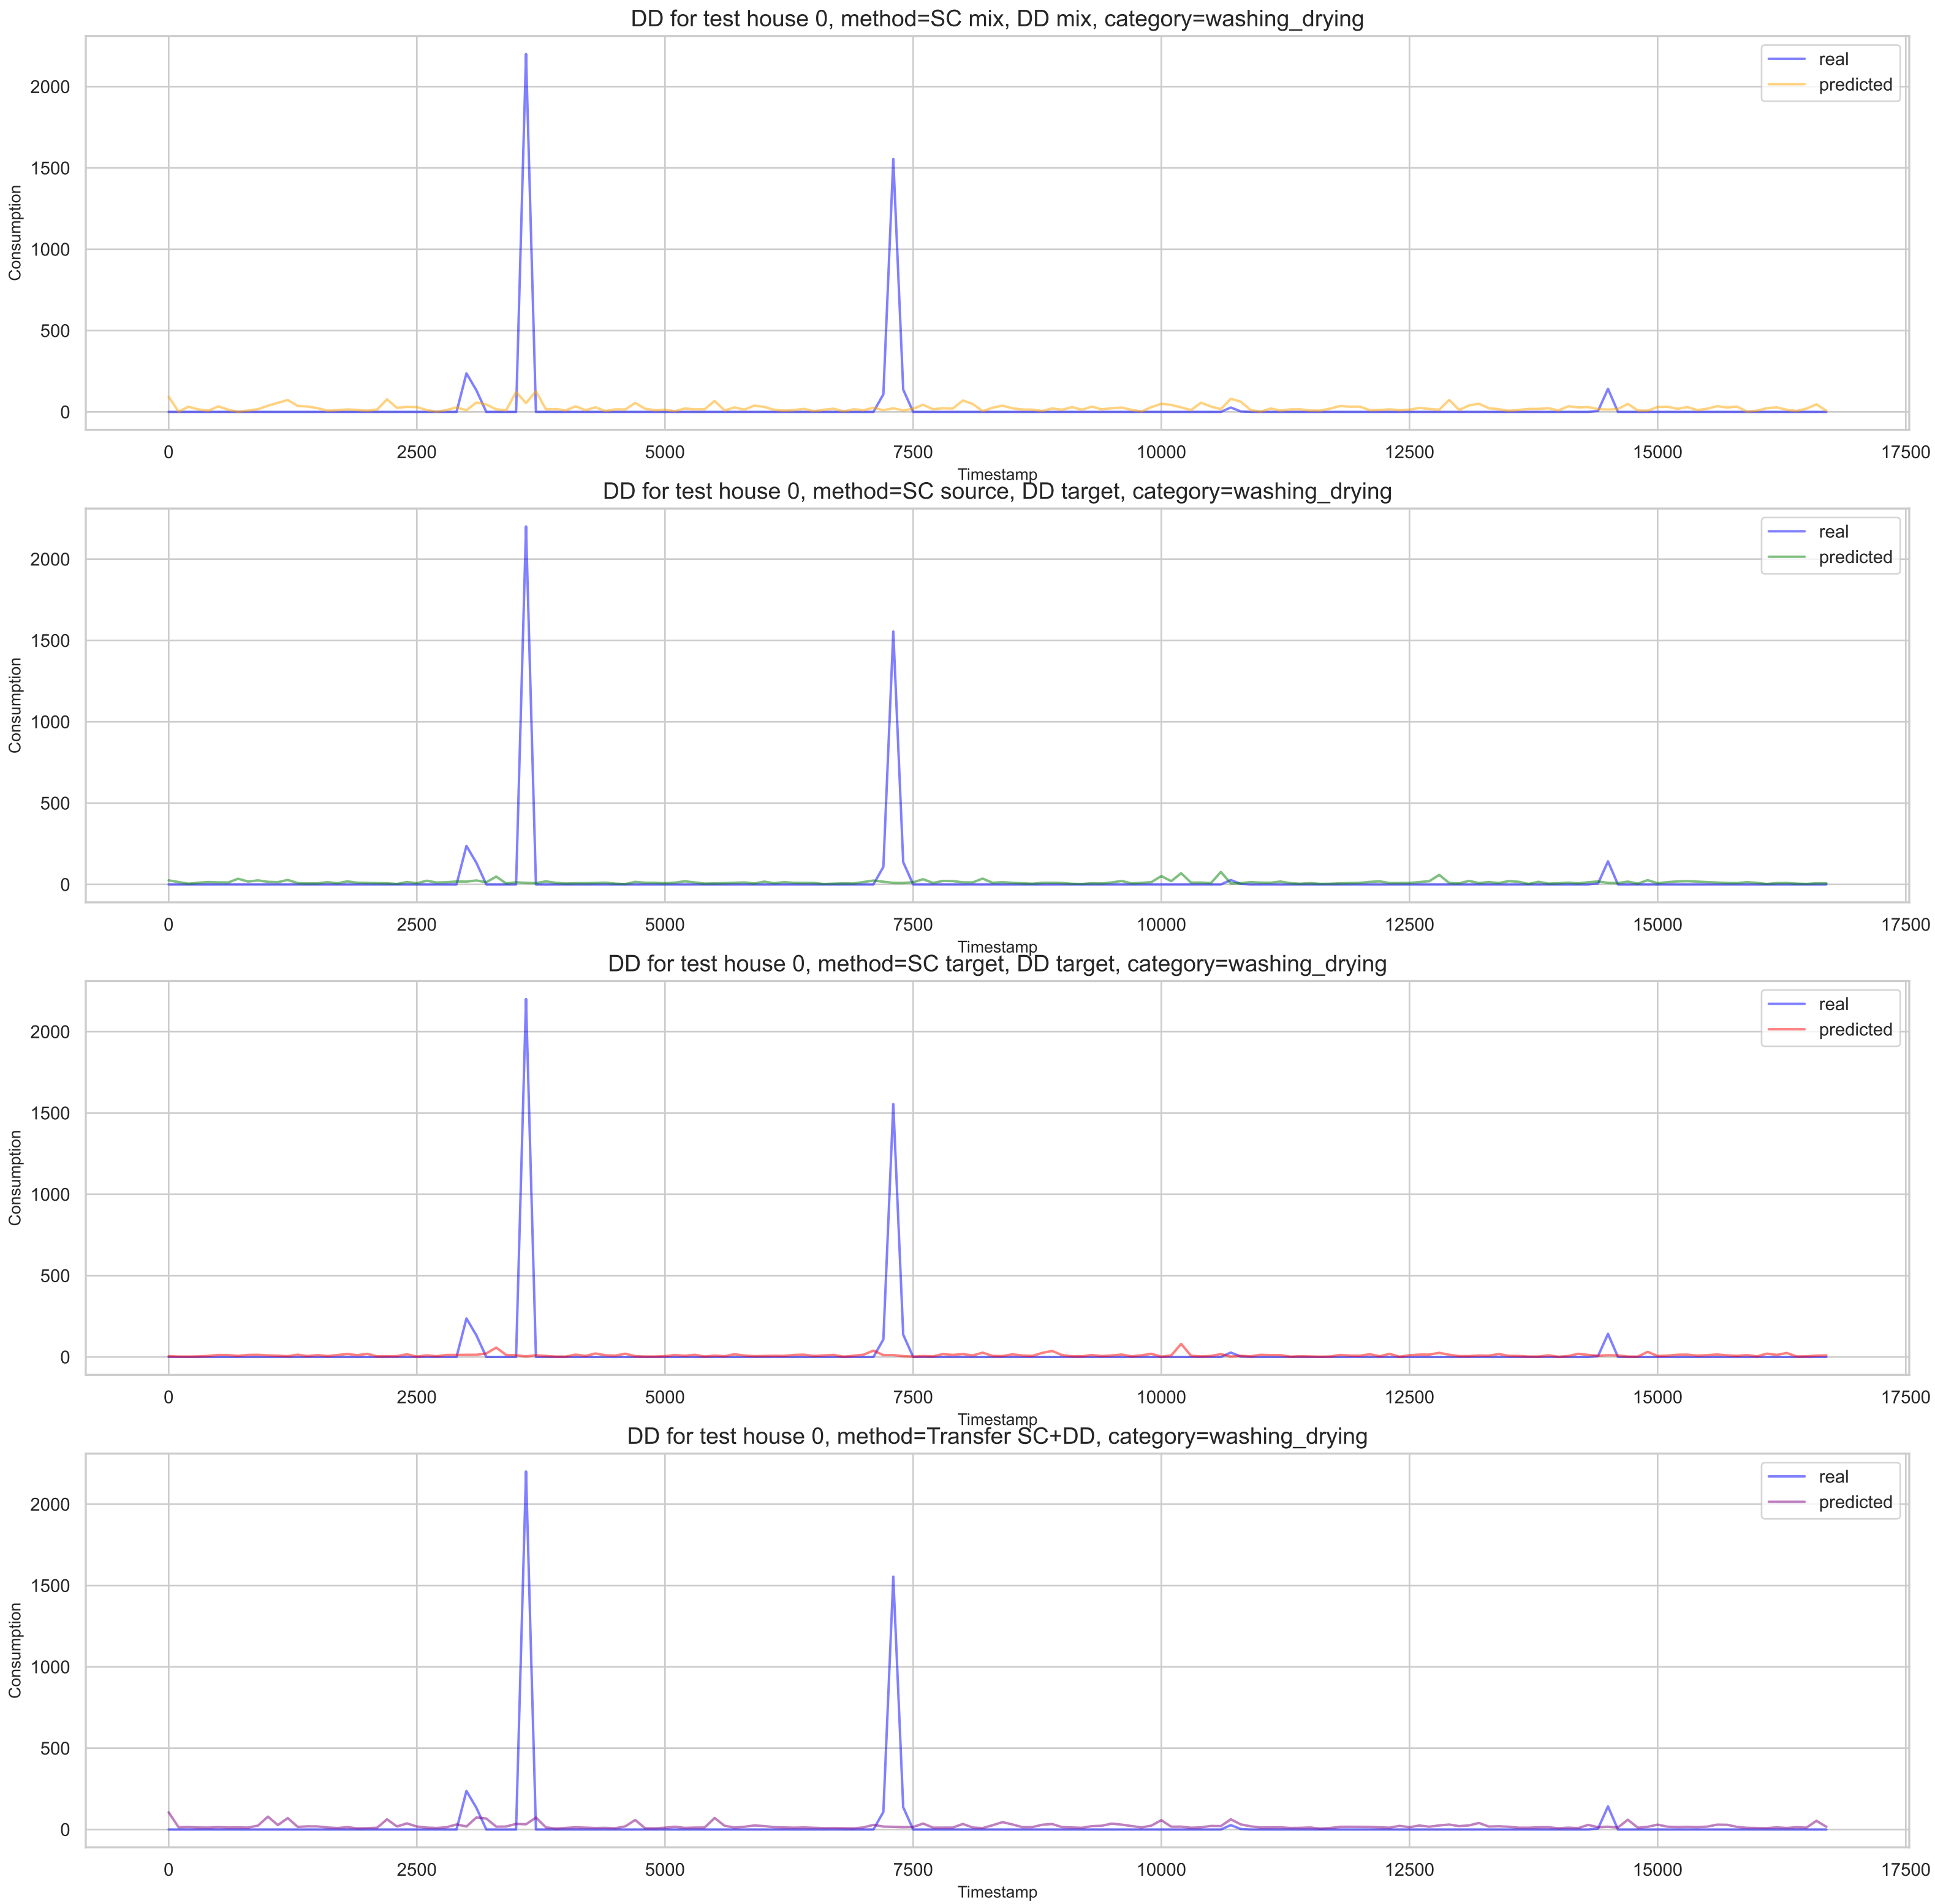 DD for test house 0, method=SC mix, DD mix, category=washing_drying
real
predicted
2000
1500
1000
500
0
Consumption
0 2500 5000 7500 10000 12500 15000 17500
Timestamp
DD for test house 0, method=SC source, DD target, category=washing_drying
real
predicted
2000
1500
1000
500
0
Consumption
0 2500 5000 7500 10000 12500 15000 17500
Timestamp
DD for test house 0, method=SC target, DD target, category=washing_drying
real
predicted
2000
1500
1000
500
0
Consumption
0 2500 5000 7500 10000 12500 15000 17500
Timestamp
DD for test house 0, method=Transfer SC+DD, category=washing_drying
real
predicted
2000
1500
1000
500
0
Consumption
0 2500 5000 7500 10000 12500 15000 17500
Timestamp